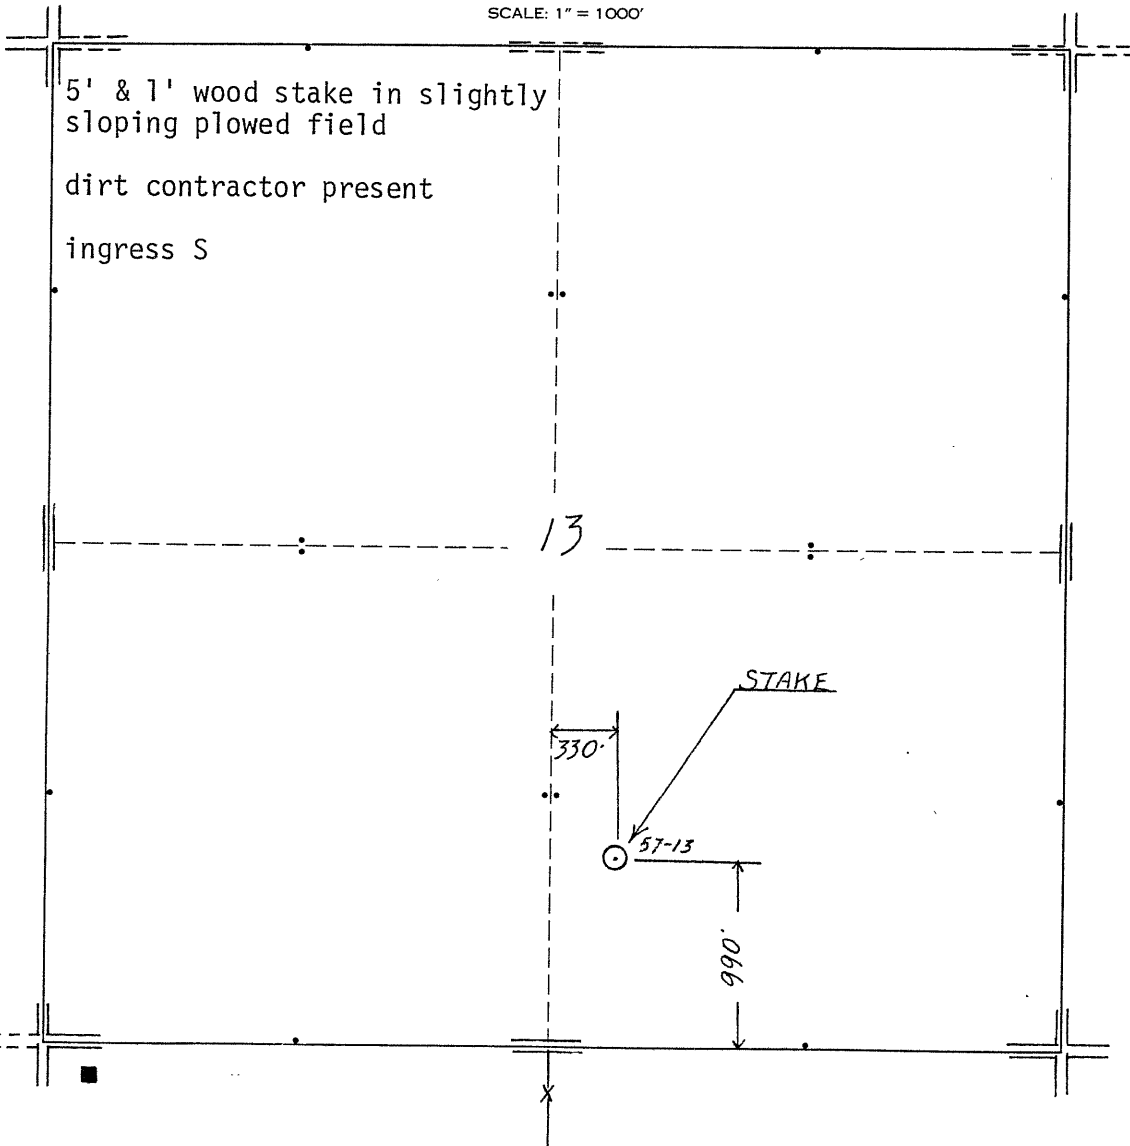 SCALE: 1" = 1000'
5' & 1' wood stake in slightly
sloping plowed field
dirt contractor present
ingress S
13
STAKE
330'
57-13
990'
X